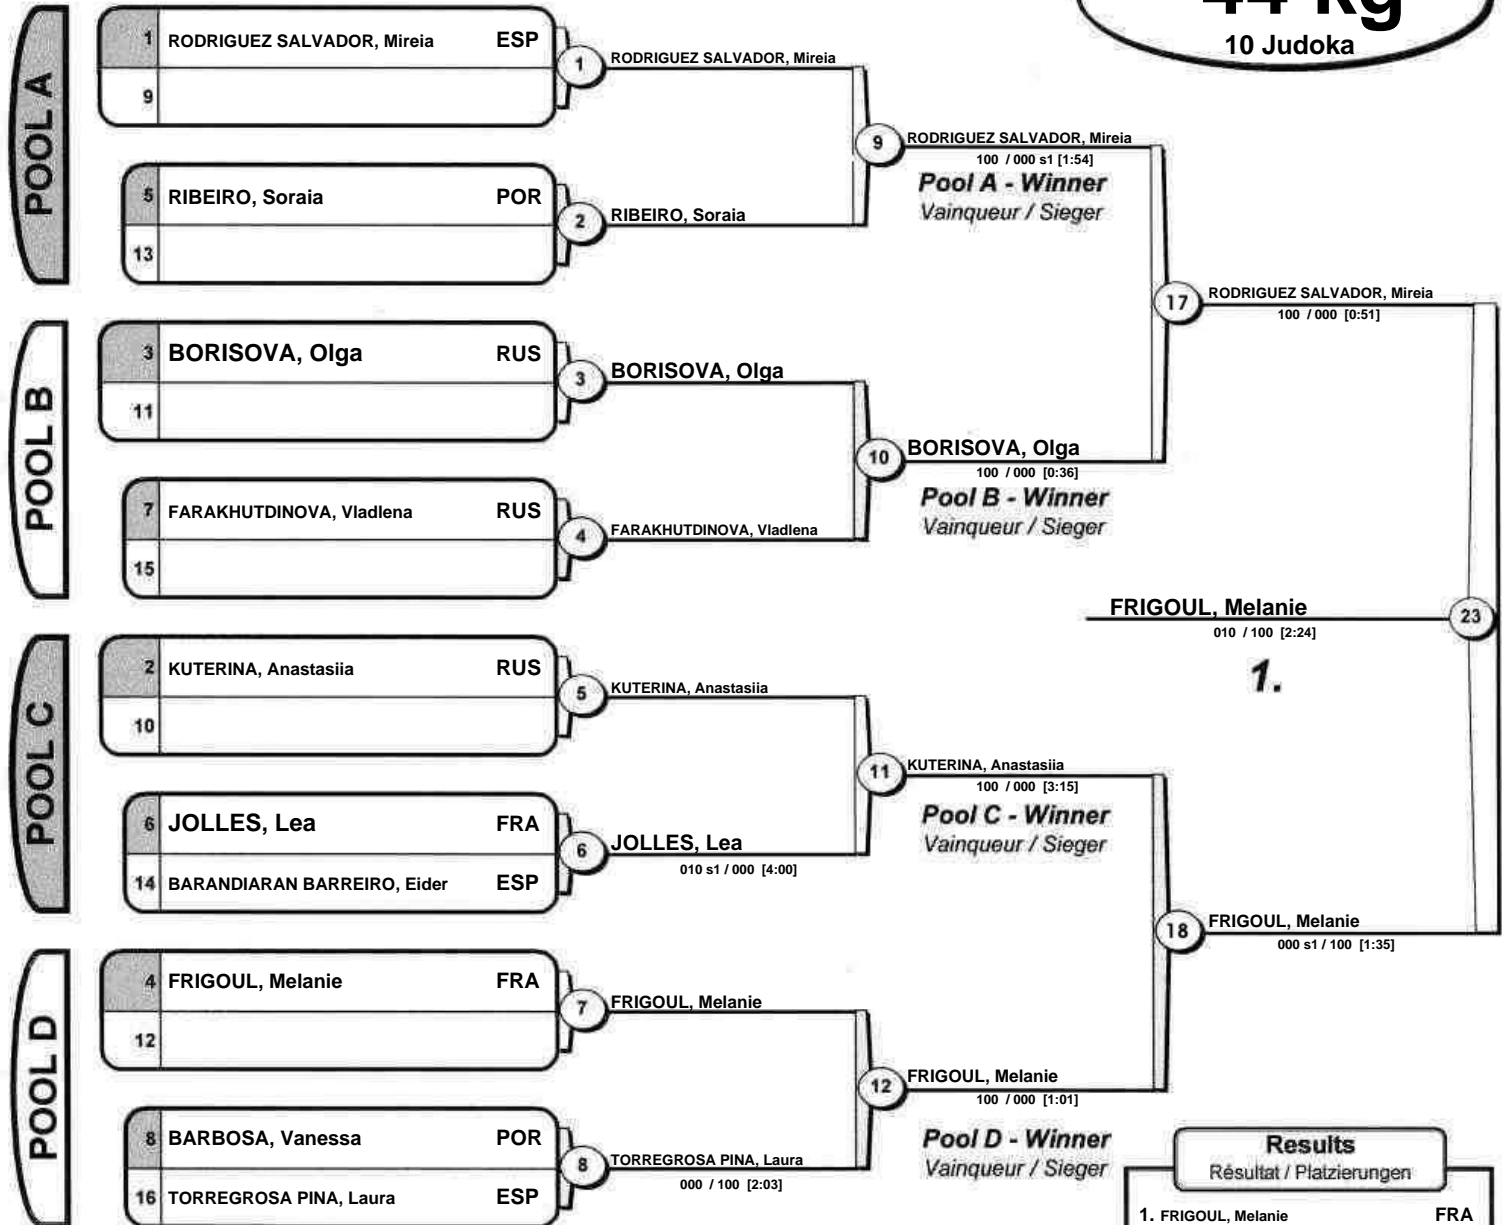 44 kg
10 Judoka
POOL A
1 RODRIGUEZ SALVADOR, Mireia ESP
9
5 RIBEIRO, Soraia POR
13
1 RODRIGUEZ SALVADOR, Mireia
2 RIBEIRO, Soraia
9 RODRIGUEZ SALVADOR, Mireia
100 / 000 s1 [1:54]
Pool A - Winner
Vainqueur / Sieger
POOL B
3 BORISOVA, Olga RUS
11
7 FARAKHUTDINOVA, Vladlena RUS
15
3 BORISOVA, Olga
4 FARAKHUTDINOVA, Vladlena
10 BORISOVA, Olga
100 / 000 [0:36]
Pool B - Winner
Vainqueur / Sieger
17 RODRIGUEZ SALVADOR, Mireia
100 / 000 [0:51]
FRIGOUL, Melanie 23
010 / 100 [2:24]
1.
POOL C
2 KUTERINA, Anastasiia RUS
10
6 JOLLES, Lea FRA
14 BARANDIARAN BARREIRO, Eider ESP
5 KUTERINA, Anastasiia
6 JOLLES, Lea
010 s1 / 000 [4:00]
11 KUTERINA, Anastasiia
100 / 000 [3:15]
Pool C - Winner
Vainqueur / Sieger
18 FRIGOUL, Melanie
000 s1 / 100 [1:35]
POOL D
4 FRIGOUL, Melanie FRA
12
8 BARBOSA, Vanessa POR
16 TORREGROSA PINA, Laura ESP
7 FRIGOUL, Melanie
8 TORREGROSA PINA, Laura
000 / 100 [2:03]
12 FRIGOUL, Melanie
100 / 000 [1:01]
Pool D - Winner
Vainqueur / Sieger
Results
Résultat / Platzierungen
1. FRIGOUL, Melanie FRA